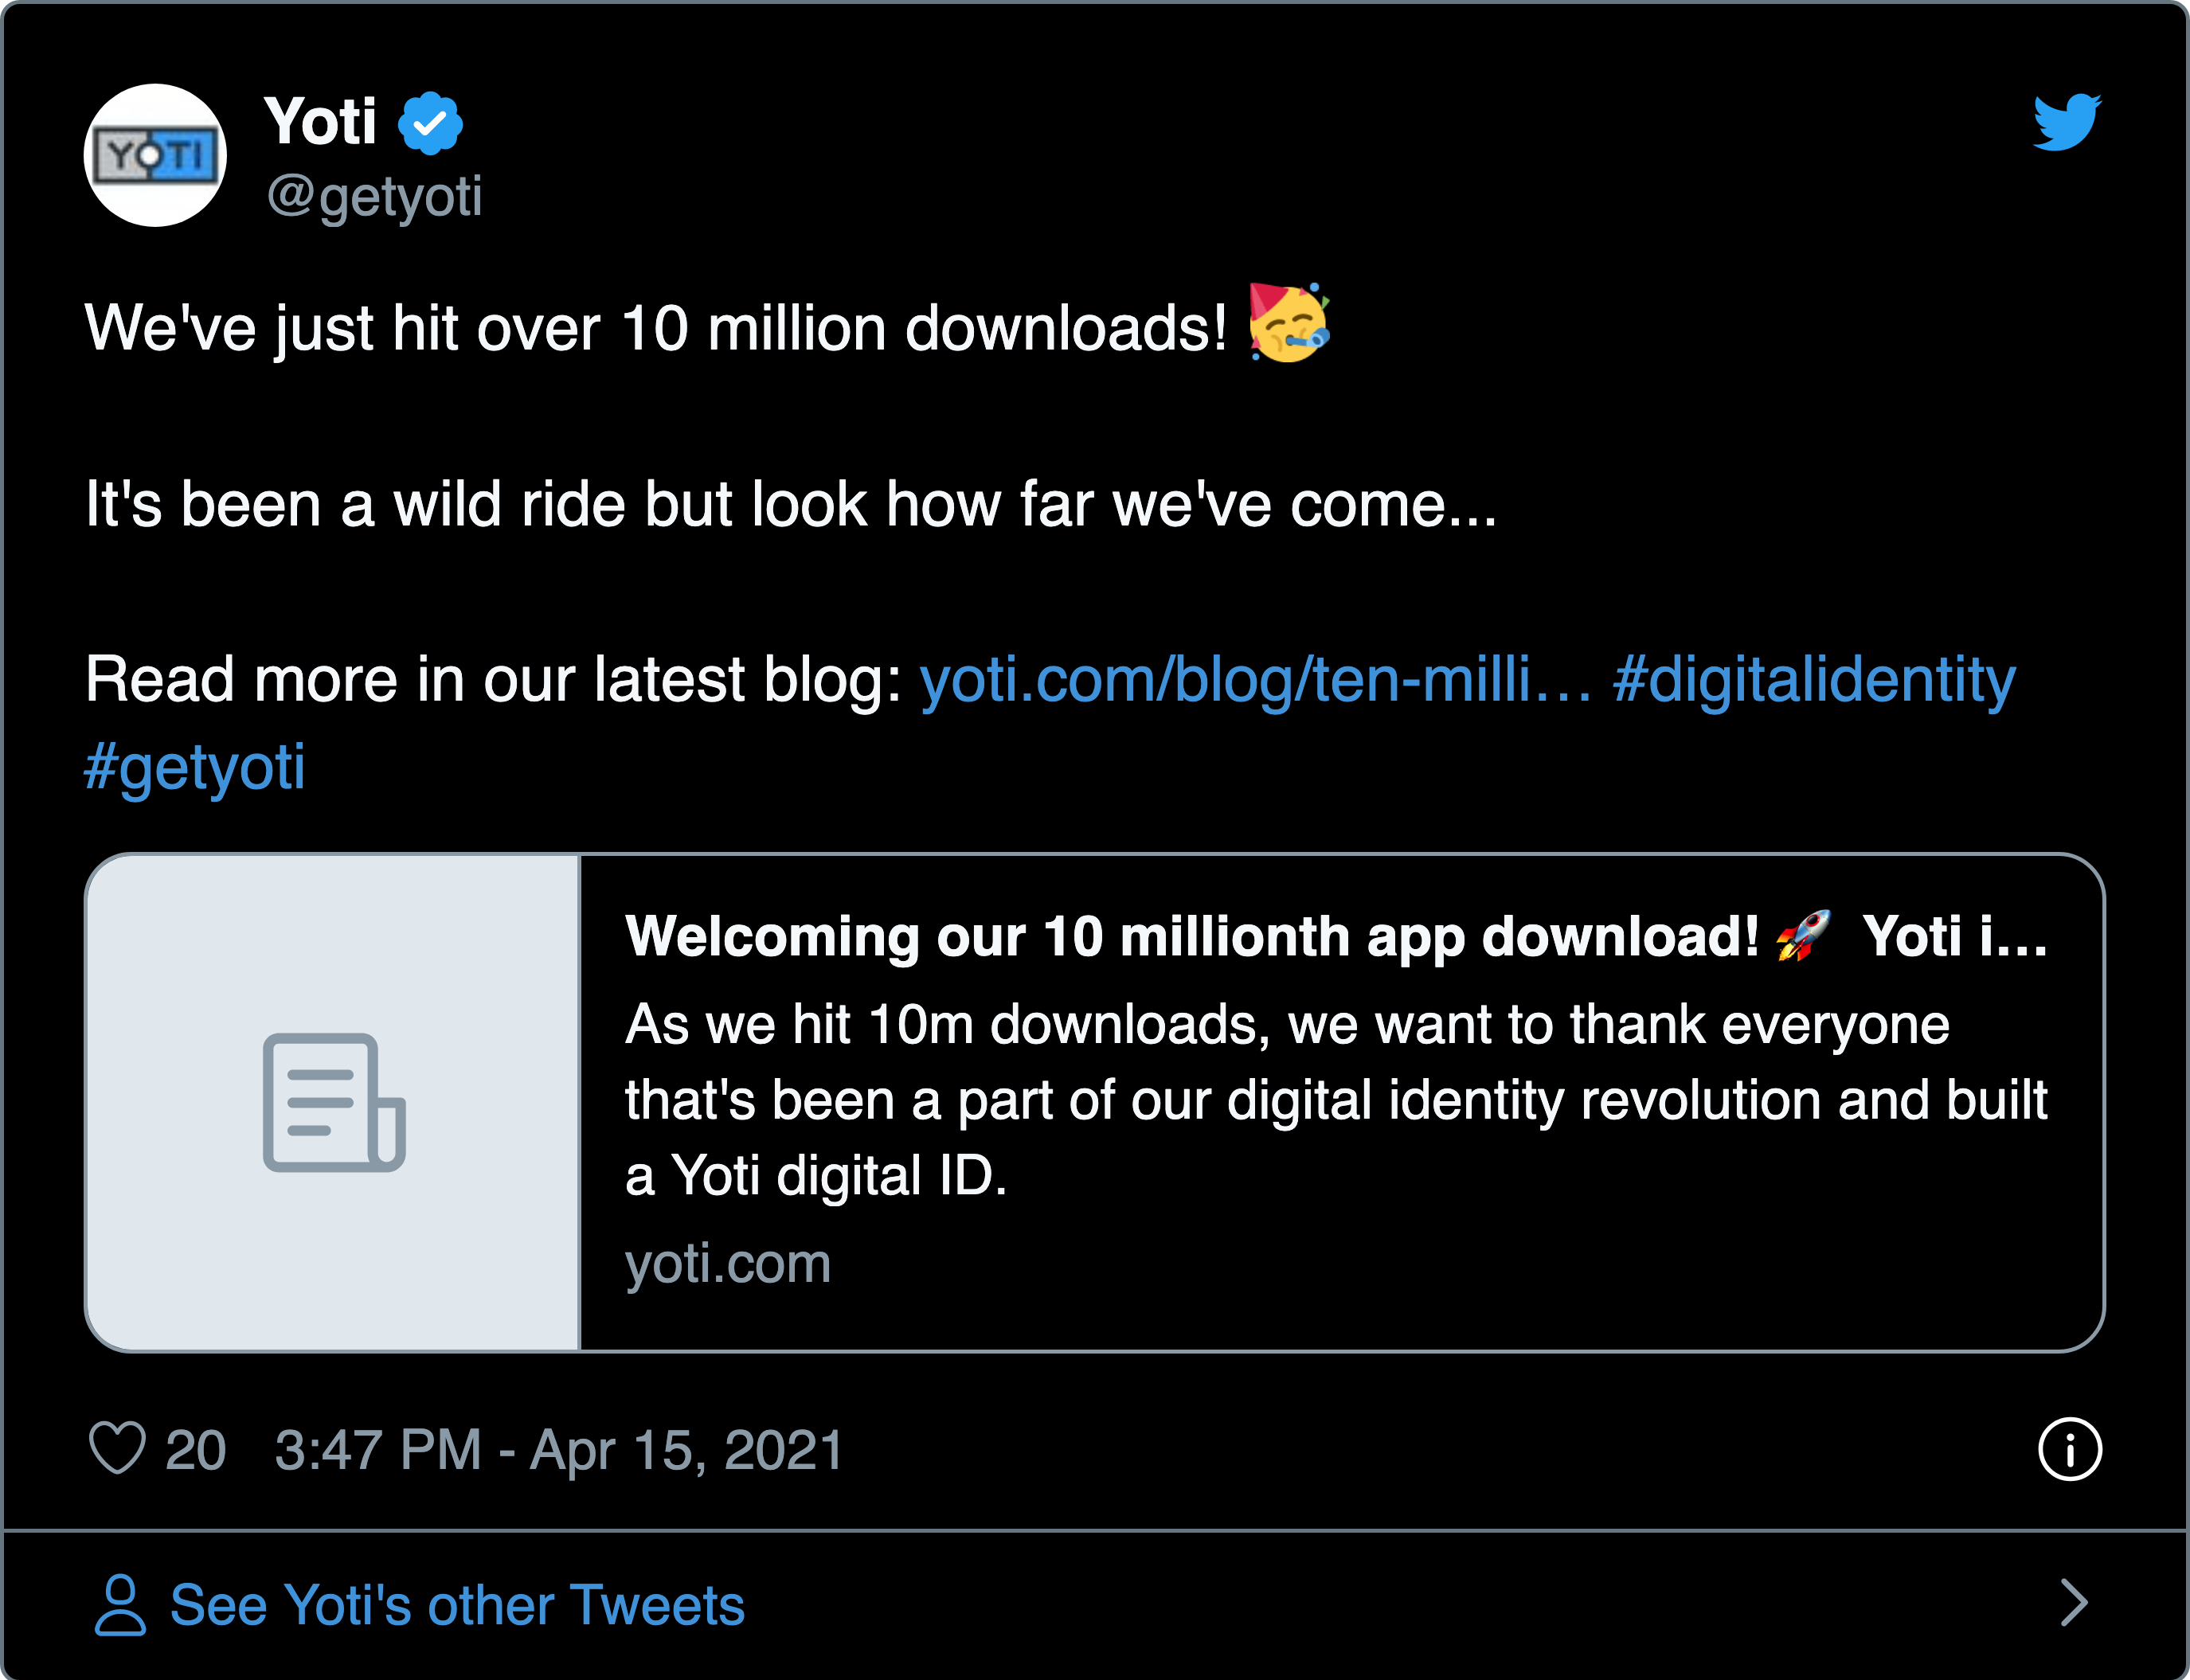 YOTI
Yoti
@getyoti
We've just hit over 10 million downloads! 🥳
It's been a wild ride but look how far we've come...
Read more in our latest blog: yoti.com/blog/ten-milli… #digitalidentity
#getyoti
Welcoming our 10 millionth app download! 🚀 Yoti i...
As we hit 10m downloads, we want to thank everyone
that's been a part of our digital identity revolution and built
a Yoti digital ID.
yoti.com
20 3:47 PM - Apr 15, 2021
See Yoti's other Tweets